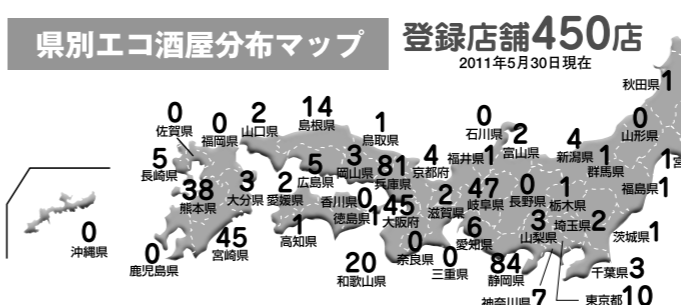 県別エコ酒屋分布マップ
登録店舗450店
2011年5月30日現在
秋田県1
0
山形県
1
福島県1
茨城県1
千葉県3
東京都10
神奈川県7
埼玉県2
1
栃木県
1
群馬県
4
新潟県
0
長野県
3
山梨県
84
静岡県
2
富山県
0
石川県
福井県1
47
岐阜県
6
愛知県
0
三重県
2
滋賀県
4
京都府
0
奈良県
45
大阪府
20
和歌山県
81
兵庫県
1
鳥取県
14
島根県
3
岡山県
5
広島県
2
山口県
香川県0
徳島県1
2
愛媛県
1
高知県
0
福岡県
0
佐賀県
5
長崎県
38
熊本県
3
大分県
45
宮崎県
0
鹿児島県
0
沖縄県